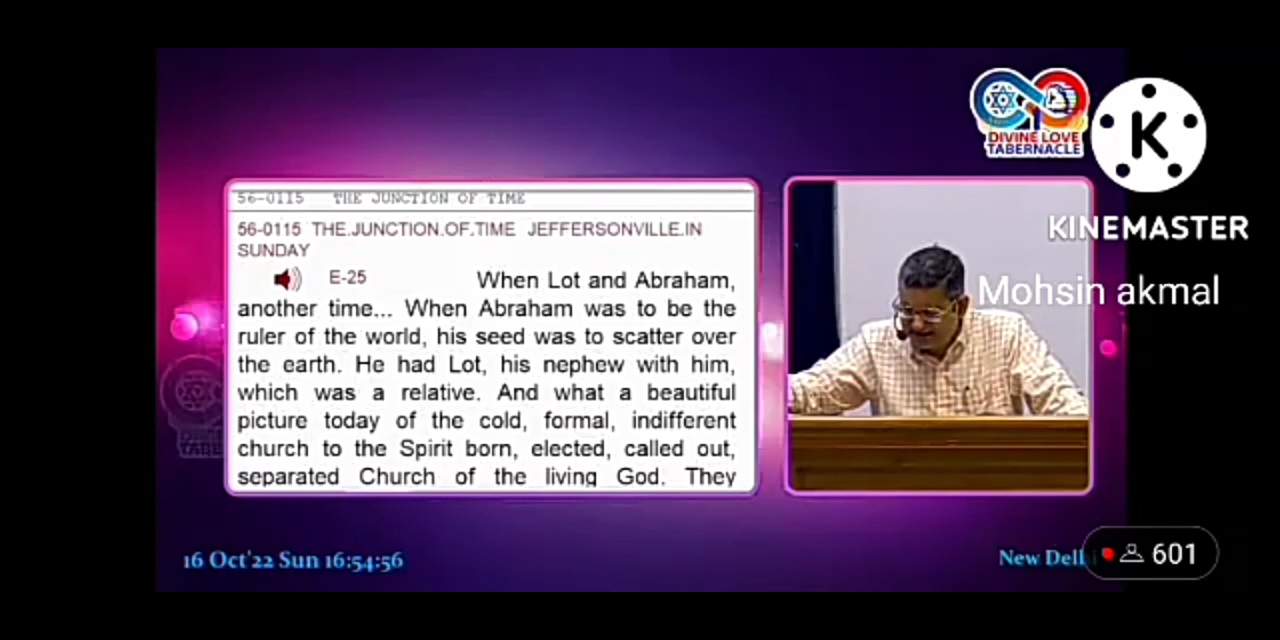 DIVINE LOVE
TABERNACLE
K
KINEMASTER
Mohsin akmal
56-0115 THE JUNCTION OF TIME
56-0115 THE.JUNCTION.OF.TIME JEFFERSONVILLE.IN
SUNDAY
E-25 When Lot and Abraham,
another time... When Abraham was to be the
ruler of the world, his seed was to scatter over
the earth. He had Lot, his nephew with him,
which was a relative. And what a beautiful
picture today of the cold, formal, indifferent
church to the Spirit born, elected, called out,
separated Church of the living God. They
16 Oct'22 Sun 16:54:56
New Delhi
601